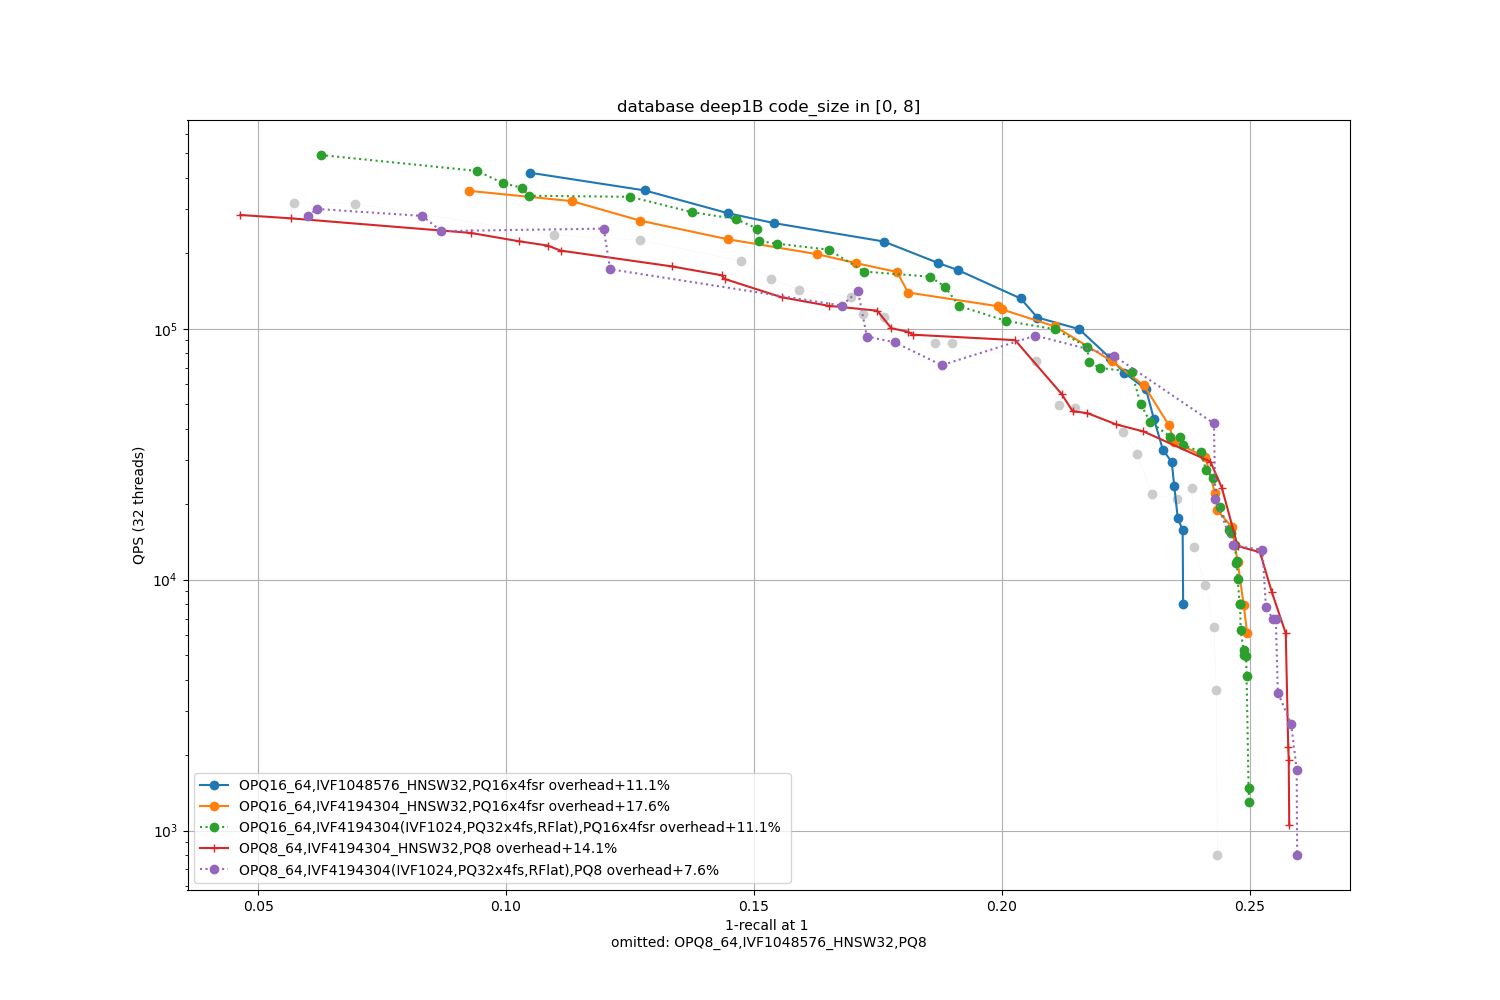 database deep1B code_size in [0, 8]
QPS (32 threads)
10^5
10^4
10^3
OPQ16_64,IVF1048576_HNSW32,PQ16x4fsr overhead+11.1%
OPQ16_64,IVF4194304_HNSW32,PQ16x4fsr overhead+17.6%
OPQ16_64,IVF4194304(IVF1024,PQ32x4fs,RFlat),PQ16x4fsr overhead+11.1%
OPQ8_64,IVF4194304_HNSW32,PQ8 overhead+14.1%
OPQ8_64,IVF4194304(IVF1024,PQ32x4fs,RFlat),PQ8 overhead+7.6%
0.05 0.10 0.15 0.20 0.25
1-recall at 1
omitted: OPQ8_64,IVF1048576_HNSW32,PQ8